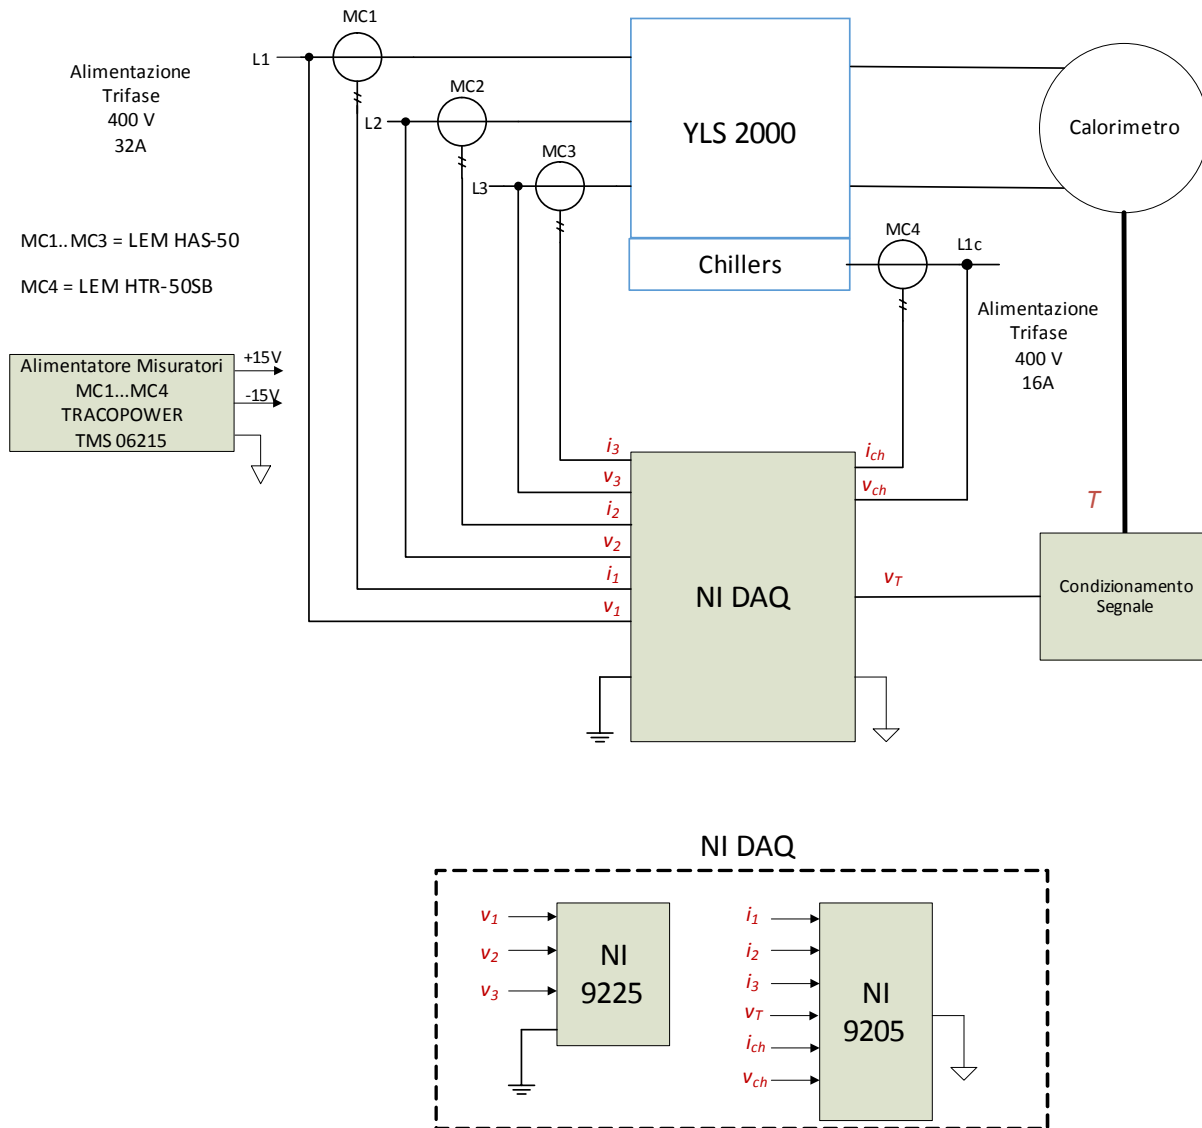 MC1
L1
Alimentazione
Trifase
400 V
32A
MC2
L2
MC3
L3
YLS 2000
Calorimetro
MC1..MC3 = LEM HAS-50
MC4 = LEM HTR-50SB
Chillers
MC4
L1c
Alimentazione
Trifase
400 V
16A
Alimentatore Misuratori
MC1...MC4
TRACOPOWER
TMS 06215
+15V
-15V
i3
v3
i2
v2
i1
v1
NI DAQ
ich
vch
vT
T
Condizionamento
Segnale
NI DAQ
v1
v2
v3
NI
9225
i1
i2
i3
vT
ich
vch
NI
9205